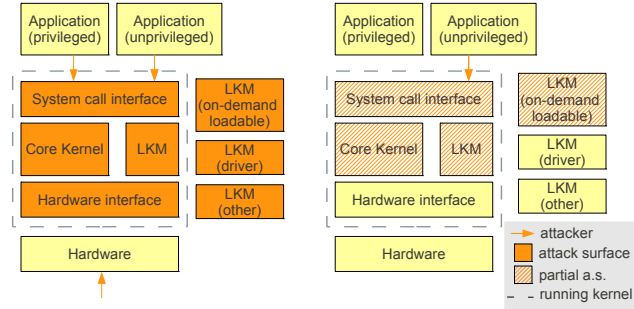 Application
(privileged)
Application
(unprivileged)
System call interface
LKM
(on-demand
loadable)
Core Kernel
LKM
LKM
(driver)
Hardware interface
LKM
(other)
Hardware
Application
(privileged)
Application
(unprivileged)
System call interface
LKM
(on-demand
loadable)
Core Kernel
LKM
LKM
(driver)
Hardware interface
LKM
(other)
Hardware
attacker
attack surface
partial a.s.
running kernel